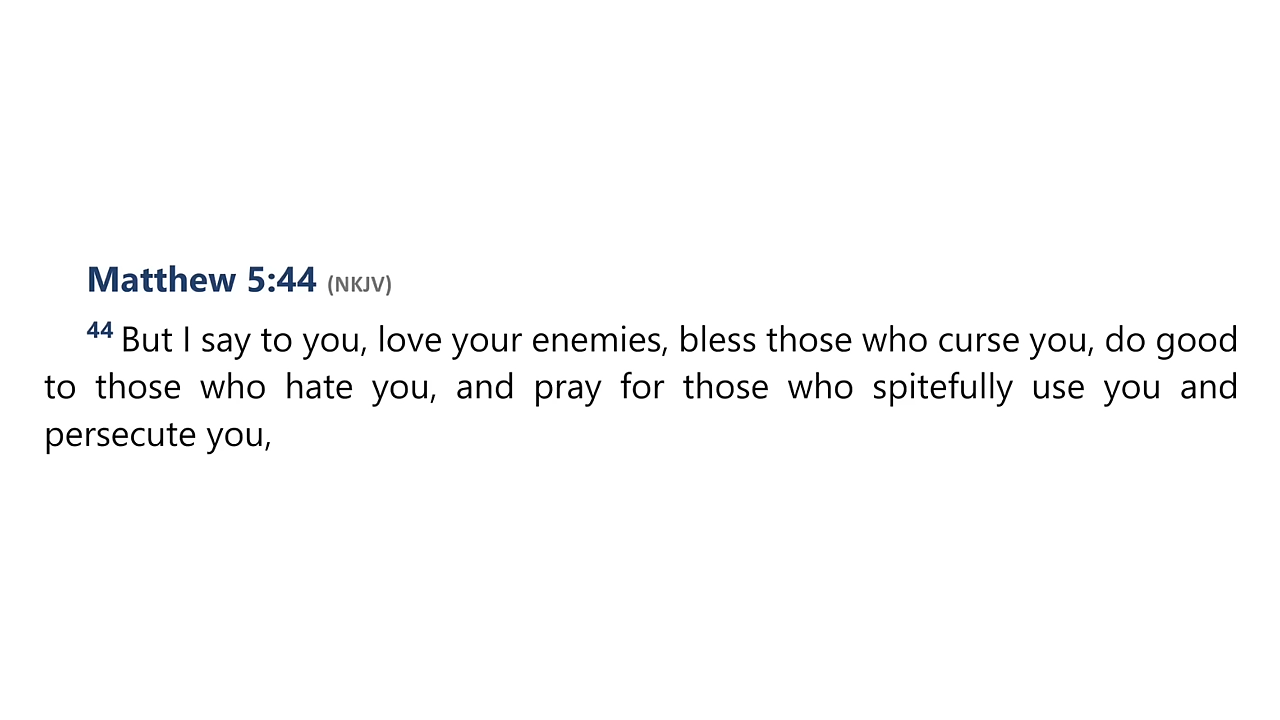 Matthew 5:44 (NKJV)
44 But I say to you, love your enemies, bless those who curse you, do good
to those who hate you, and pray for those who spitefully use you and
persecute you,